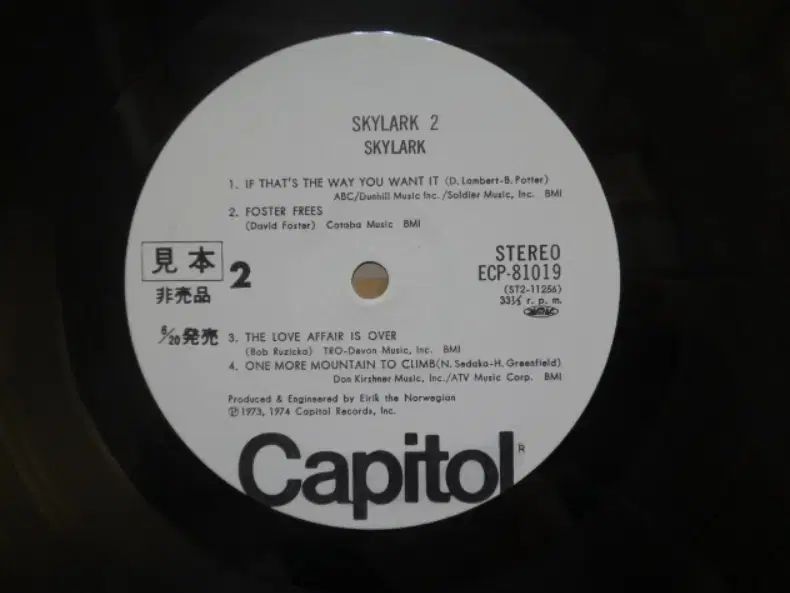 SKYLARK 2
SKYLARK
1. IF THAT'S THE WAY YOU WANT IT (D. Lambert-B. Potter)
ABC/Dunhill Music Inc. /Soldier Music, Inc. BMI
2. FOSTER FREES
(David Foster) Cotaba Music BMI
見本
非売品
2
STEREO
ECP-81019
(ST2-11256)
33⅓ r. p. m.
6/20発売
3. THE LOVE AFFAIR IS OVER
(Bob Ruzicka) TRO-Devon Music, Inc. BMI
4. ONE MORE MOUNTAIN TO CLIMB(N. Sedaka-H. Greenfield)
Don Kirshner Music, Inc./ATV Music Corp. BMI
Produced & Engineered by Eirik the Norwegian
℗1973, 1974 Capitol Records, Inc.
Capitol®